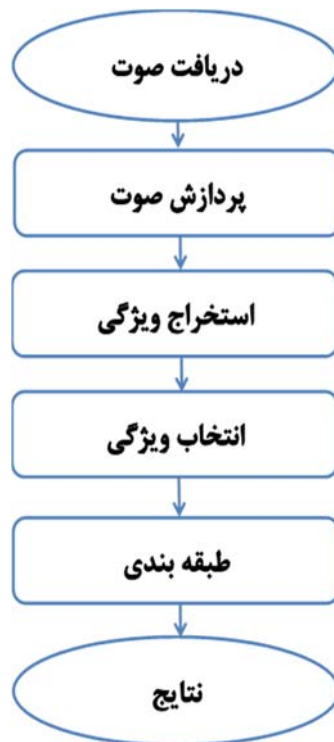 دریافت صوت
پردازش صوت
استخراج ویژگی
انتخاب ویژگی
طبقه بندی
نتایج